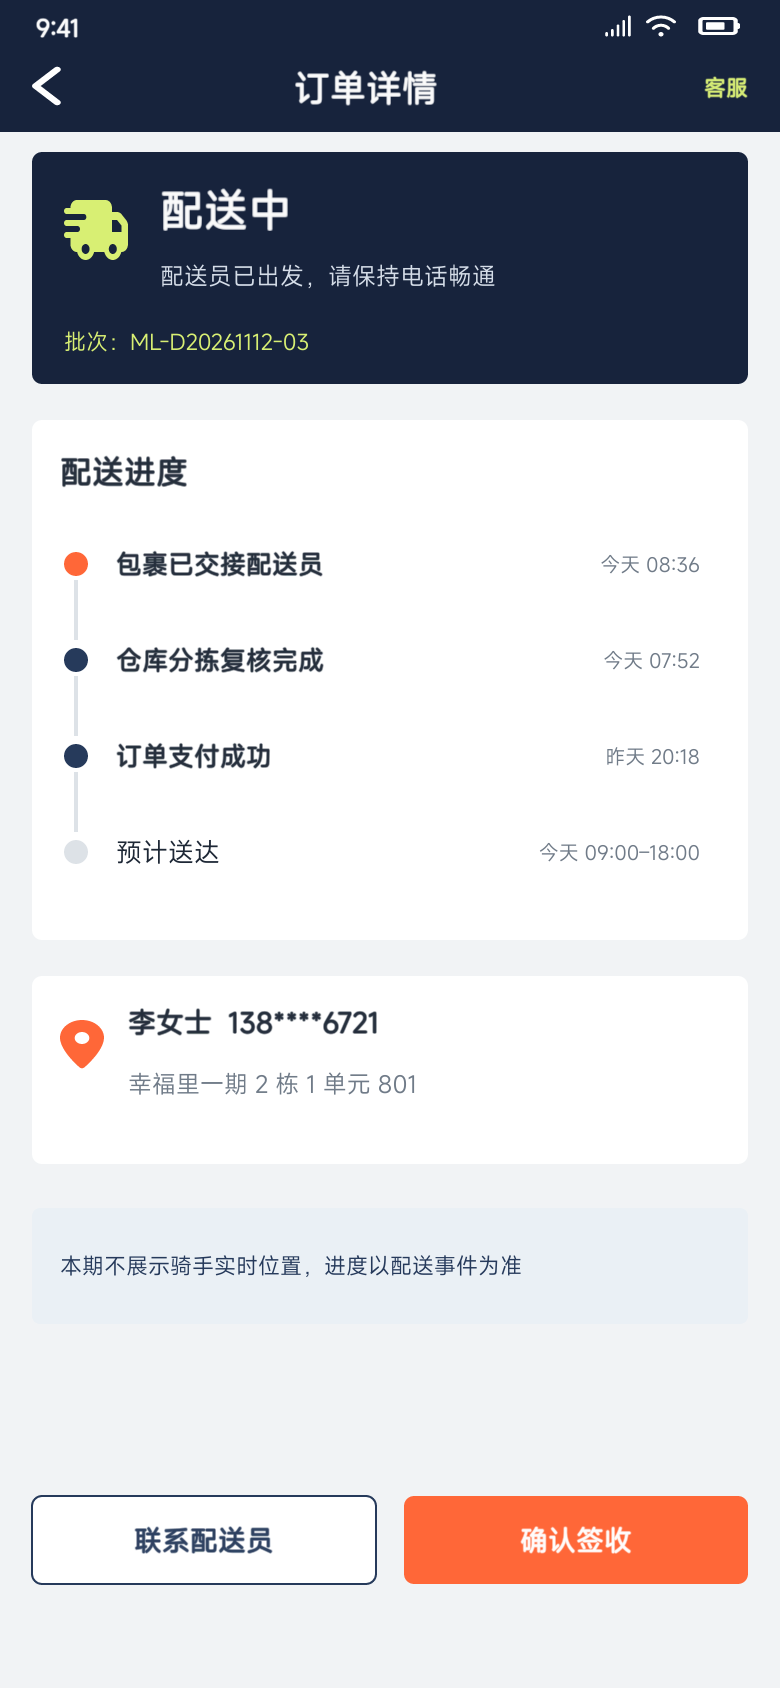 9:41
订单详情
客服
配送中
配送员已出发，请保持电话畅通
批次：ML-D20261112-03
配送进度
包裹已交接配送员 今天 08:36
仓库分拣复核完成 今天 07:52
订单支付成功 昨天 20:18
预计送达 今天 09:00–18:00
李女士 138****6721
幸福里一期 2 栋 1 单元 801
本期不展示骑手实时位置，进度以配送事件为准
联系配送员
确认签收